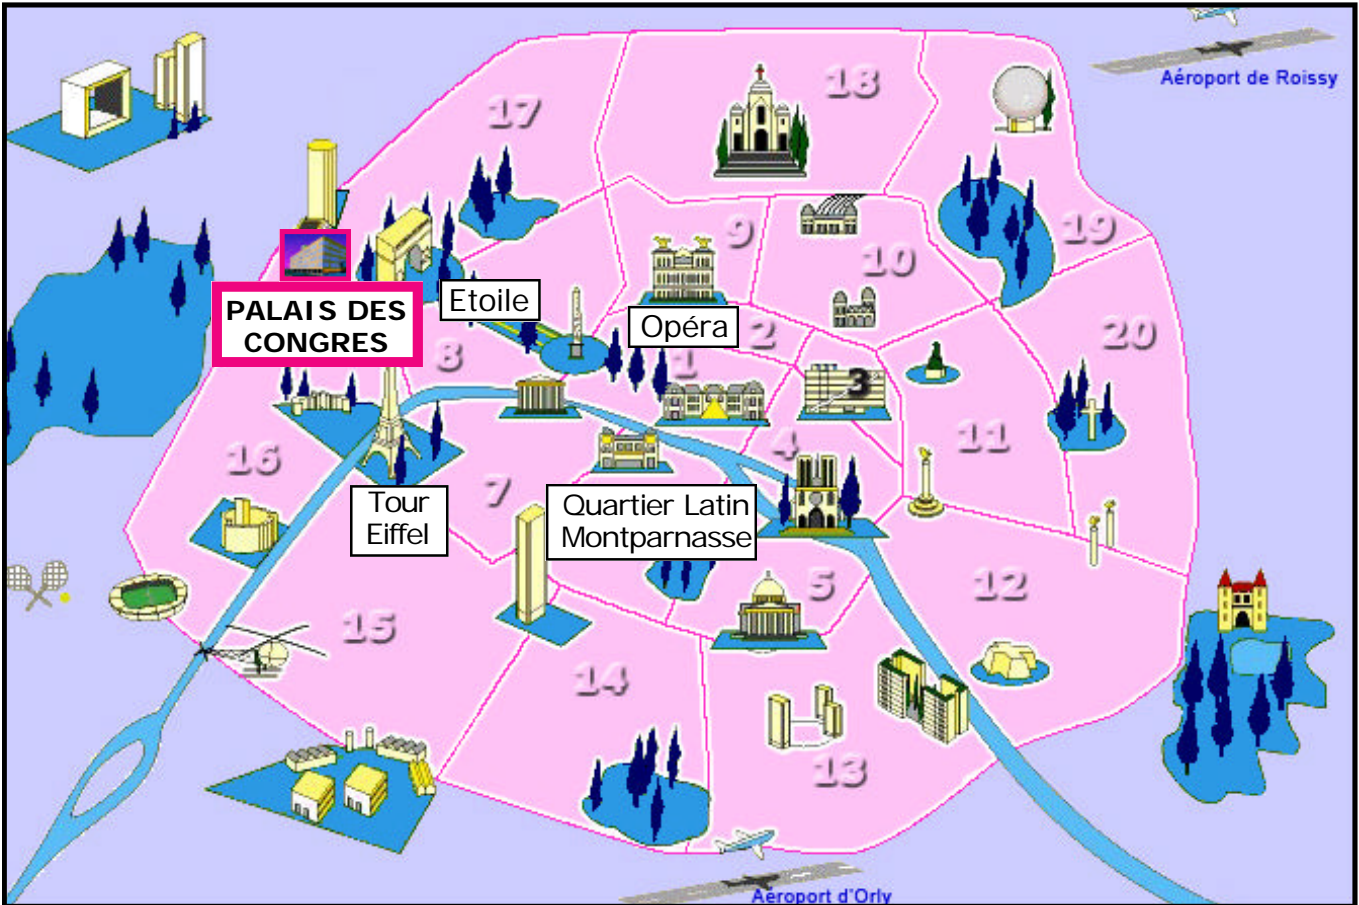 Aéroport de Roissy
18
17
9
19
10
PALAIS DES
CONGRES
Etoile
Opéra
2
20
8
1
3
4
11
16
7
Tour
Eiffel
Quartier Latin
Montparnasse
5
12
15
14
13
Aéroport d'Orly